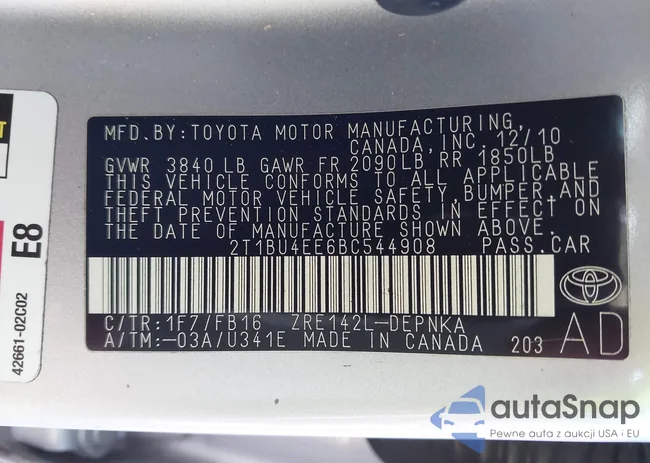 MFD. BY: TOYOTA MOTOR MANUFACTURING,
CANADA, INC. 12/10
GVWR 3840 LB GAWR FR 2090LB, RR 1850LB
THIS VEHICLE CONFORMS TO ALL APPLICABLE
FEDERAL MOTOR VEHICLE SAFETY, BUMPER, AND
THEFT PREVENTION STANDARDS IN EFFECT ON
THE DATE OF MANUFACTURE SHOWN ABOVE.
2T1BU4EE6BC544908 PASS.CAR
C/TR: 1F7/FB16 ZRE142L-DEPNKA
A/TM: -03A/U341E MADE IN CANADA 203
AD
E8
42661-02C02
autaSnap
Pewne auta z aukcji USA i EU